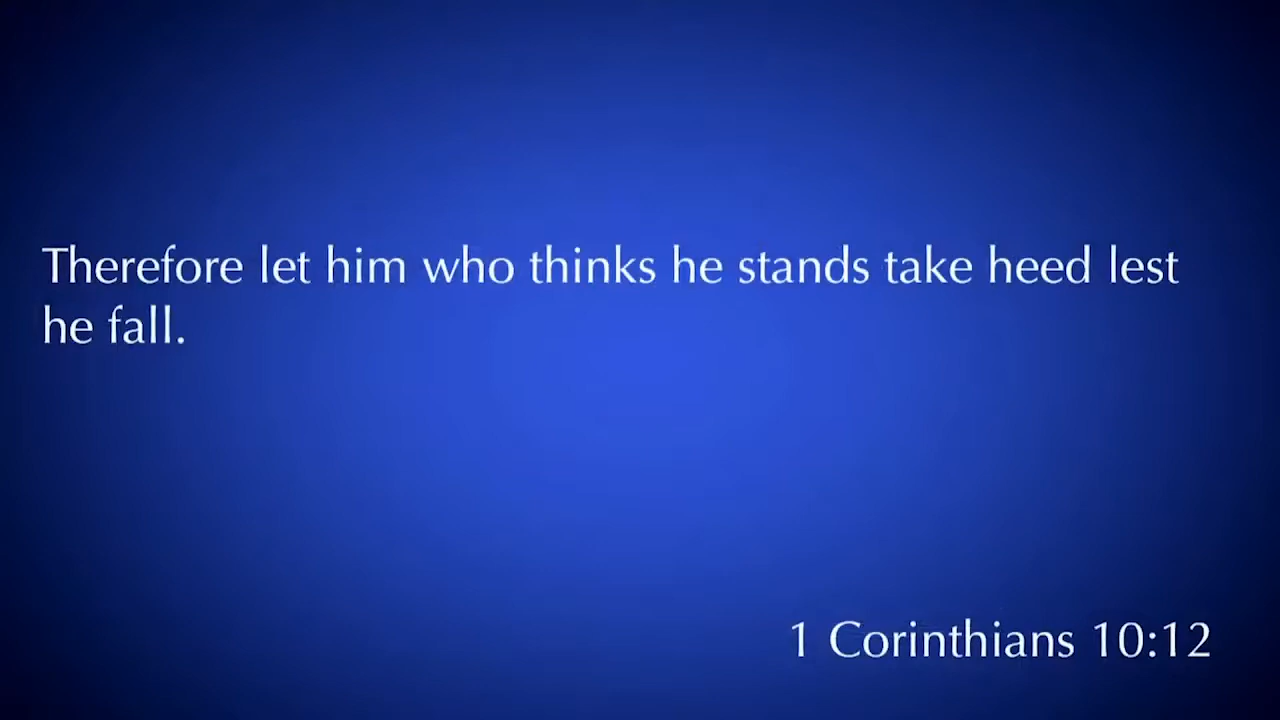 Therefore let him who thinks he stands take heed lest
he fall.
1 Corinthians 10:12